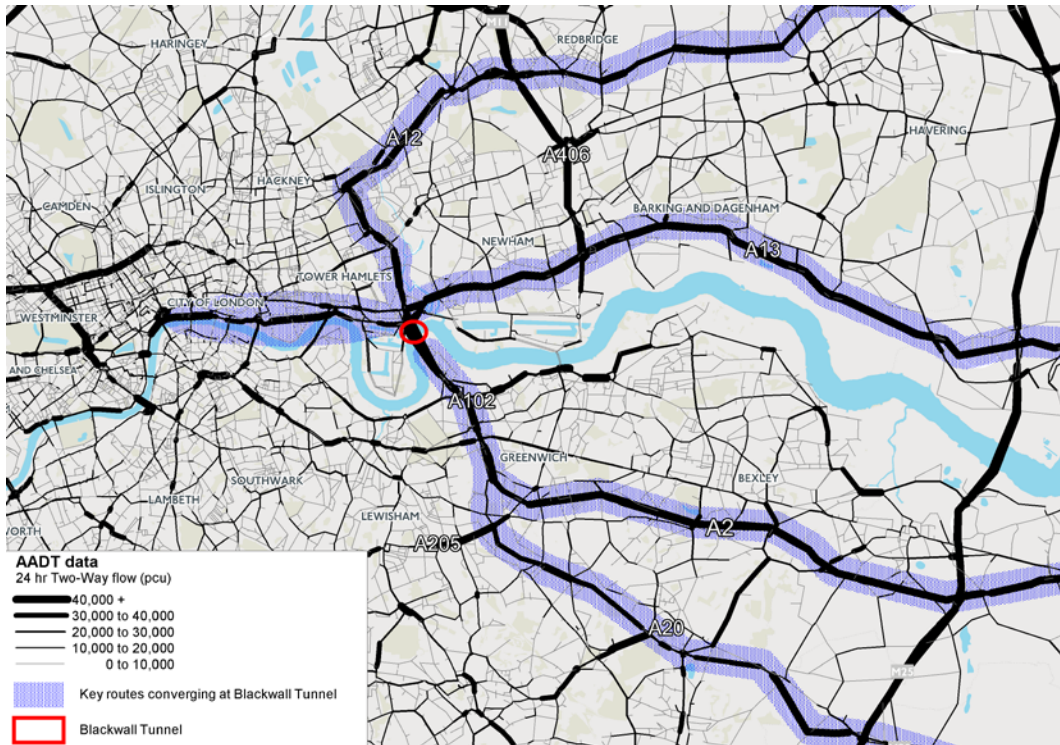 M11
REDBRIDGE
HARINGEY
A12
HAVERING
A406
HACKNEY
ISLINGTON
CAMDEN
BARKING AND DAGENHAM
NEWHAM
A13
TOWER HAMLETS
CITY OF LONDON
WESTMINSTER
AND CHELSEA
A102
GREENWICH
BEXLEY
SOUTHWARK
LAMBETH
LEWISHAM
A2
WORTH
A205
A20
M25
AADT data
24 hr Two-Way flow (pcu)
40,000 +
30,000 to 40,000
20,000 to 30,000
10,000 to 20,000
0 to 10,000
Key routes converging at Blackwall Tunnel
Blackwall Tunnel